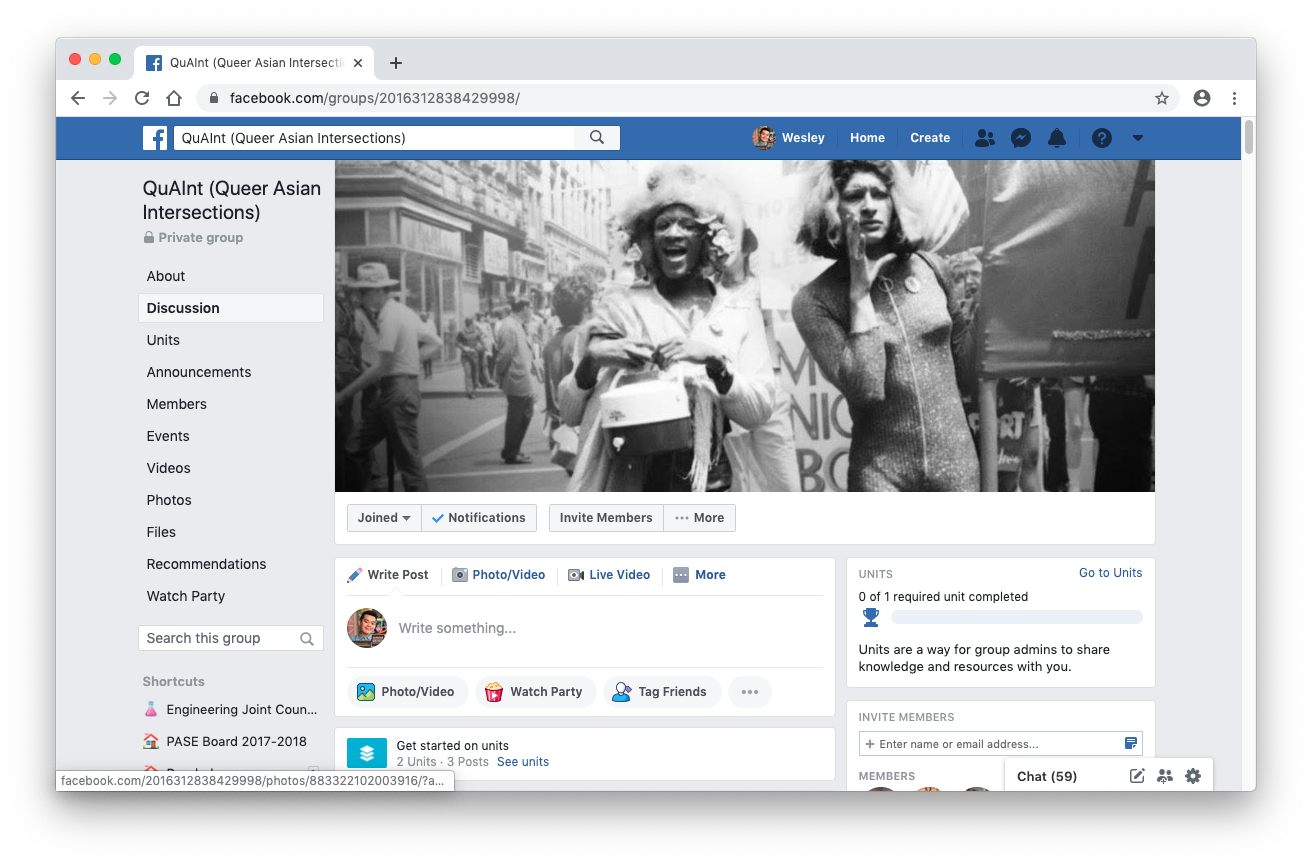 QuAInt (Queer Asian Intersecti
facebook.com/groups/2016312838429998/
QuAInt (Queer Asian Intersections)
Wesley
Home
Create
QuAInt (Queer Asian
Intersections)
Private group
About
Discussion
Units
Announcements
Members
Events
Videos
Photos
Files
Recommendations
Watch Party
Search this group
Shortcuts
Engineering Joint Coun...
PASE Board 2017-2018
Joined
Notifications
Invite Members
More
Write Post
Photo/Video
Live Video
More
Write something...
Photo/Video
Watch Party
Tag Friends
Get started on units
2 Units · 3 Posts See units
UNITS
Go to Units
0 of 1 required unit completed
Units are a way for group admins to share
knowledge and resources with you.
INVITE MEMBERS
+ Enter name or email address...
MEMBERS
Chat (59)
facebook.com/2016312838429998/photos/883322102003916/?a...